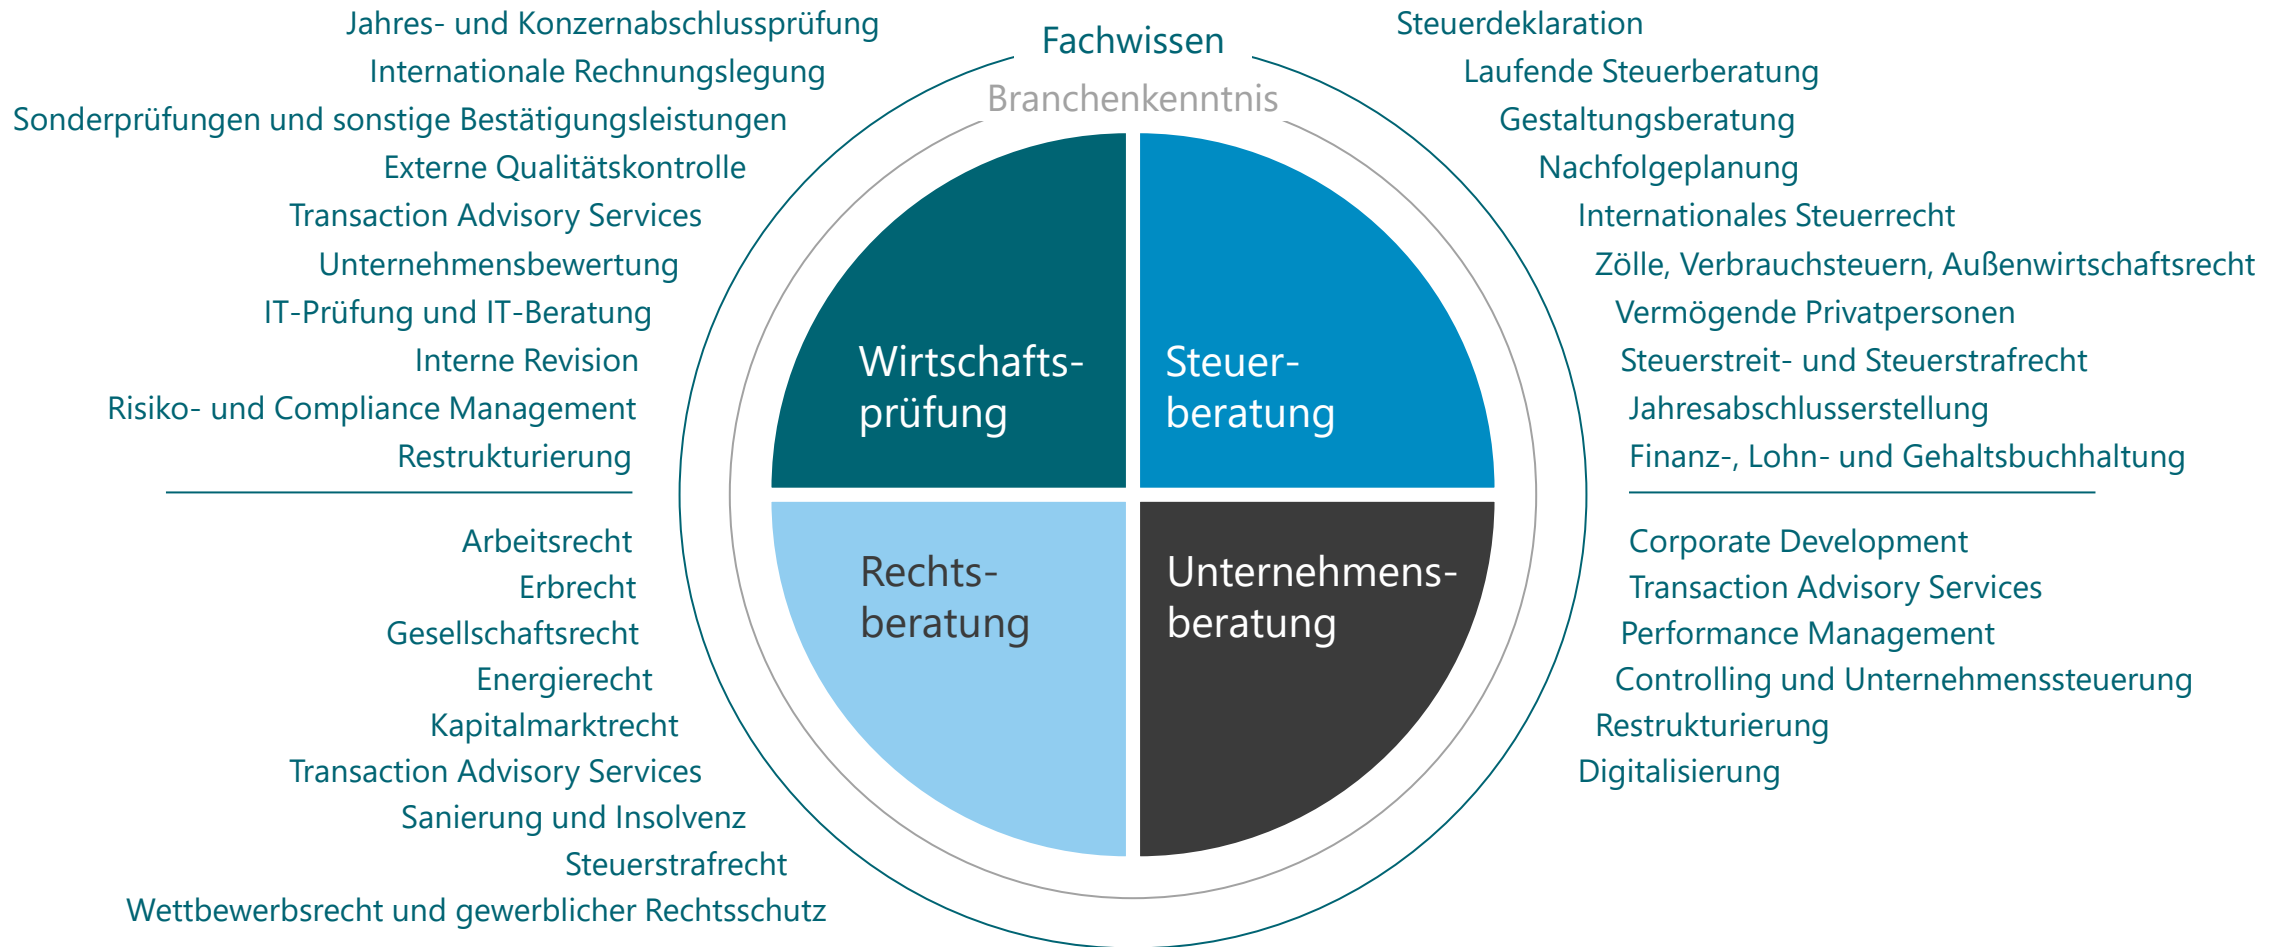 Fachwissen
Branchenkenntnis
Jahres- und Konzernabschlussprüfung
Internationale Rechnungslegung
Sonderprüfungen und sonstige Bestätigungsleistungen
Externe Qualitätskontrolle
Transaction Advisory Services
Unternehmensbewertung
IT-Prüfung und IT-Beratung
Interne Revision
Risiko- und Compliance Management
Restrukturierung
Wirtschafts-
prüfung
Steuer-
beratung
Steuerdeklaration
Laufende Steuerberatung
Gestaltungsberatung
Nachfolgeplanung
Internationales Steuerrecht
Zölle, Verbrauchsteuern, Außenwirtschaftsrecht
Vermögende Privatpersonen
Steuerstreit- und Steuerstrafrecht
Jahresabschlusserstellung
Finanz-, Lohn- und Gehaltsbuchhaltung
Arbeitsrecht
Erbrecht
Gesellschaftsrecht
Energierecht
Kapitalmarktrecht
Transaction Advisory Services
Sanierung und Insolvenz
Steuerstrafrecht
Wettbewerbsrecht und gewerblicher Rechtsschutz
Rechts-
beratung
Unternehmens-
beratung
Corporate Development
Transaction Advisory Services
Performance Management
Controlling und Unternehmenssteuerung
Restrukturierung
Digitalisierung